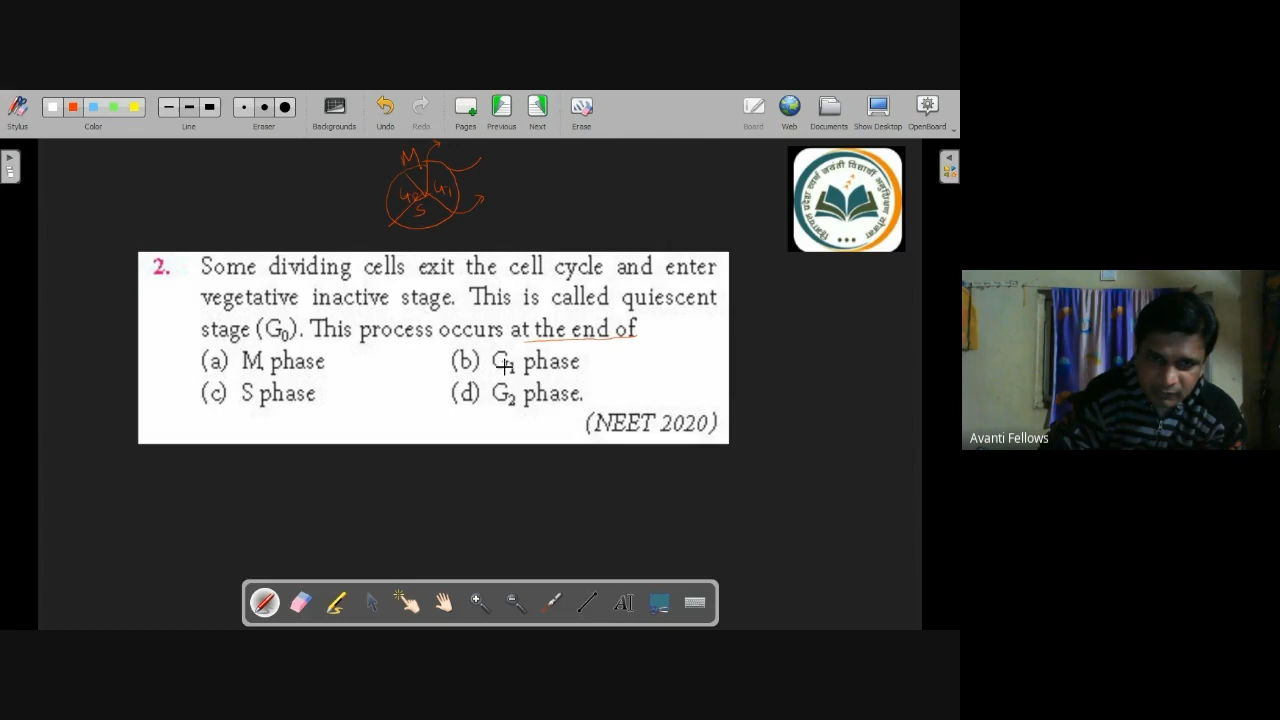 Stylus
Color
Line
Eraser
Backgrounds
Undo
Redo
Pages
Previous
Next
Erase
Board
Web
Documents
Show Desktop
OpenBoard
M
G1
S
2. Some dividing cells exit the cell cycle and enter
vegetative inactive stage. This is called quiescent
stage (G₀). This process occurs at the end of
(a) M phase (b) G₁ phase
(c) S phase (d) G₂ phase.
(NEET 2020)
Avanti Fellows
AI